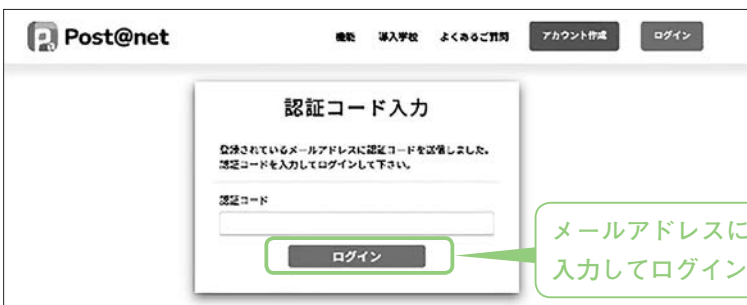 Post@net
機能 導入学校 よくあるご質問 アカウント作成 ログイン
認証コード入力
登録されているメールアドレスに認証コードを送信しました。
認証コードを入力してログインして下さい。
認証コード
ログイン
メールアドレスに
入力してログイン